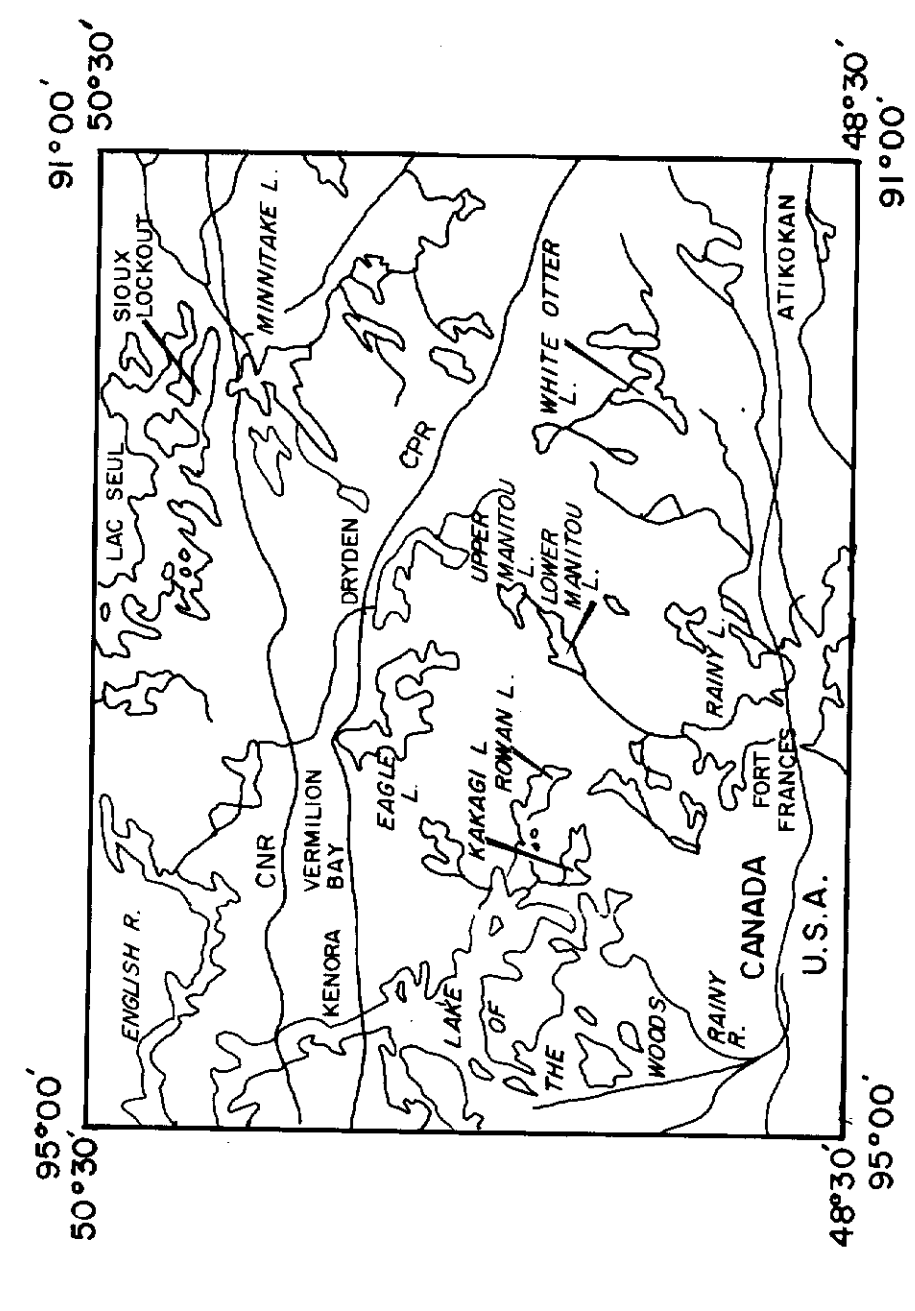 95°00′
50°30′
91°00′
50°30′
ENGLISH R.
LAC SEUL
SIOUX
LOCKOUT
CNR
MINNITAKE L.
KENORA
VERMILION
BAY
DRYDEN
CPR
EAGLE
L.
LAKE
OF
THE
WOODS
KAKAGI L
ROWAN L.
UPPER
MANITOU
L.
LOWER
MANITOU
L.
WHITE OTTER
L.
RAINY
R.
RAINY L.
FORT
FRANCES
ATIKOKAN
CANADA
U.S.A.
48°30′
95°00′
48°30′
91°00′